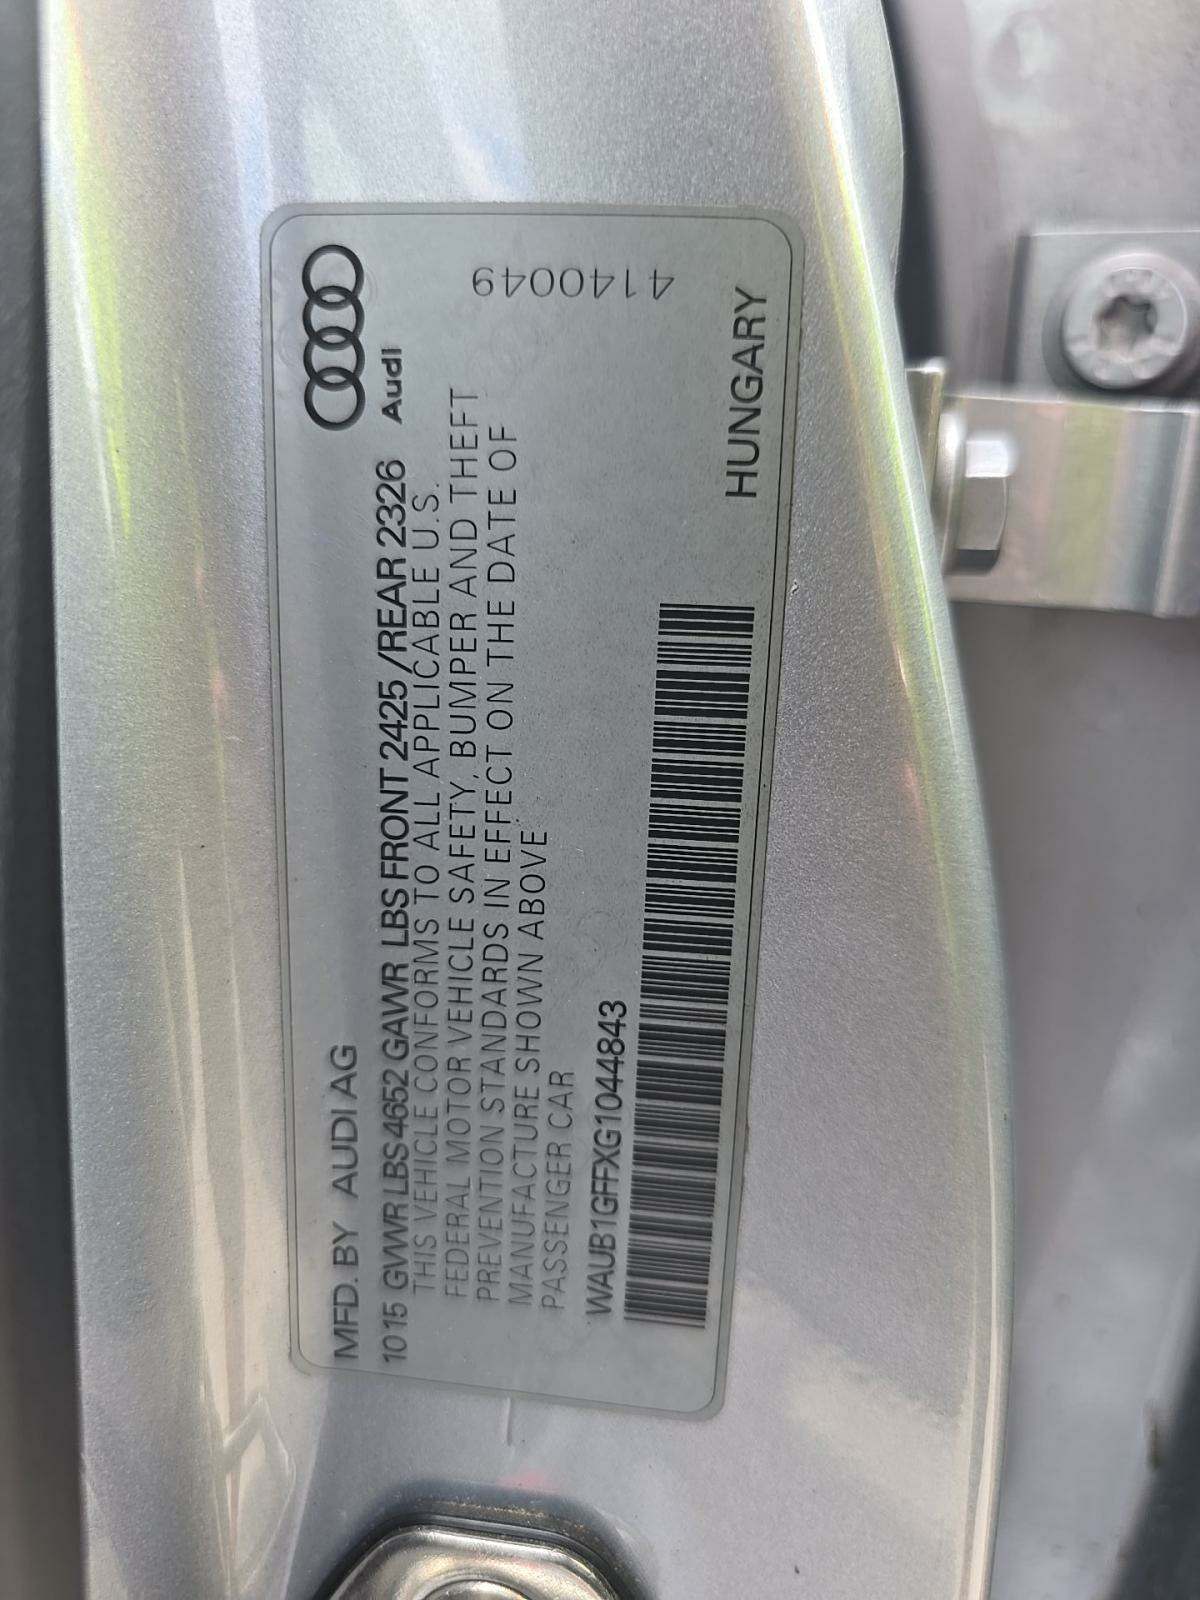 MFD. BY AUDI AG
10 15 GVWR LBS 4652 GAWR LBS FRONT 2425 /REAR 2326
Audi
THIS VEHICLE CONFORMS TO ALL APPLICABLE U.S.
FEDERAL MOTOR VEHICLE SAFETY, BUMPER AND THEFT
PREVENTION STANDARDS IN EFFECT ON THE DATE OF
MANUFACTURE SHOWN ABOVE
PASSENGER CAR
4140049
WAUB1GFFXG1044843
HUNGARY